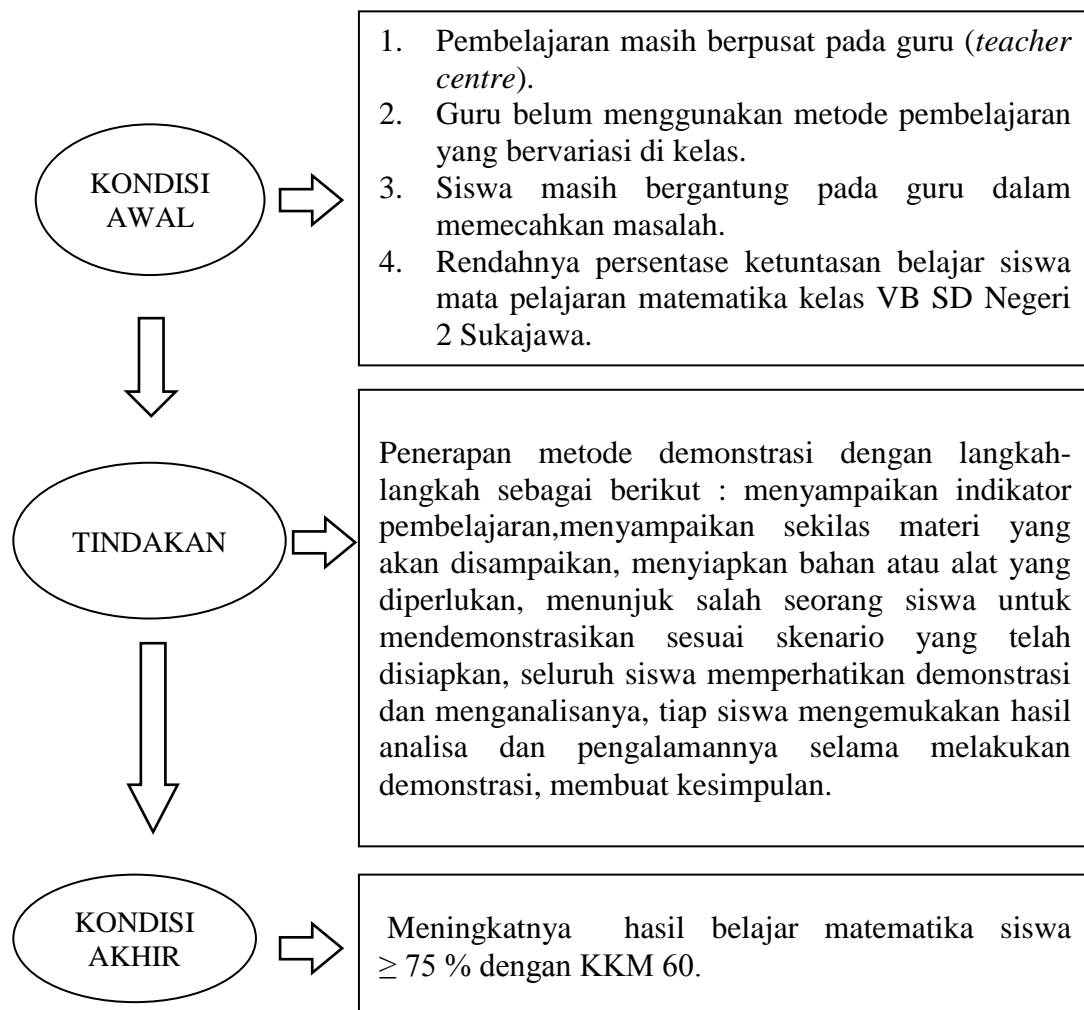 1. Pembelajaran masih berpusat pada guru (teacher
centre).
2. Guru belum menggunakan metode pembelajaran
yang bervariasi di kelas.
3. Siswa masih bergantung pada guru dalam
memecahkan masalah.
4. Rendahnya persentase ketuntasan belajar siswa
mata pelajaran matematika kelas VB SD Negeri
2 Sukajawa.
KONDISI
AWAL
Penerapan metode demonstrasi dengan langkah-
langkah sebagai berikut : menyampaikan indikator
pembelajaran,menyampaikan sekilas materi yang
akan disampaikan, menyiapkan bahan atau alat yang
diperlukan, menunjuk salah seorang siswa untuk
mendemonstrasikan sesuai skenario yang telah
disiapkan, seluruh siswa memperhatikan demonstrasi
dan menganalisanya, tiap siswa mengemukakan hasil
analisa dan pengalamannya selama melakukan
demonstrasi, membuat kesimpulan.
TINDAKAN
KONDISI
AKHIR
Meningkatnya hasil belajar matematika siswa
≥ 75 % dengan KKM 60.